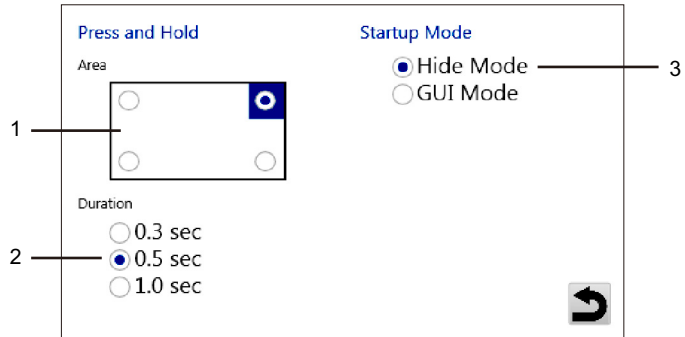 Press and Hold
Startup Mode
Area
Hide Mode
3
GUI Mode
1
Duration
0.3 sec
2
0.5 sec
1.0 sec